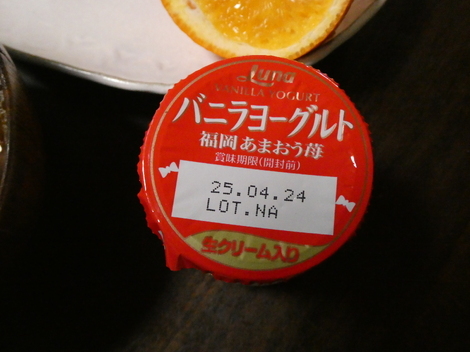 Luna
VANILLA YOGURT
バニラヨーグルト
福岡 あまおう苺
賞味期限(開封前)
25.04.24
LOT.NA
生クリーム入り